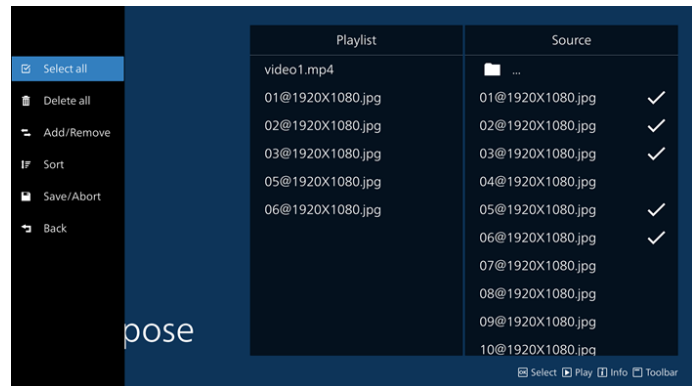 Select all
Delete all
Add/Remove
Sort
Save/Abort
Back
pose
Playlist
video1.mp4
01@1920X1080.jpg
02@1920X1080.jpg
03@1920X1080.jpg
05@1920X1080.jpg
06@1920X1080.jpg
Source
...
01@1920X1080.jpg
02@1920X1080.jpg
03@1920X1080.jpg
04@1920X1080.jpg
05@1920X1080.jpg
06@1920X1080.jpg
07@1920X1080.jpg
08@1920X1080.jpg
09@1920X1080.jpg
10@1920X1080.jpg
OK Select Play i Info Toolbar